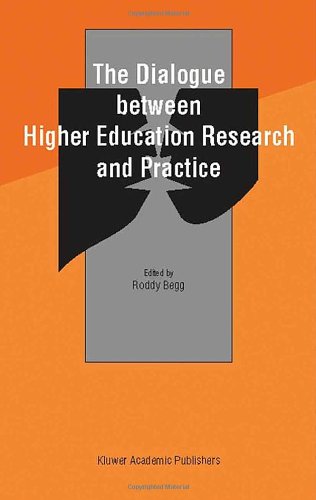 The Dialogue
between
Higher Education Research
and Practice
Edited by
Roddy Begg
Kluwer Academic Publishers